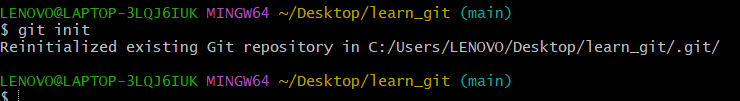 LENOVO@LAPTOP-3LQJ6IUK MINGW64 ~/Desktop/learn_git (main)
$ git init
Reinitialized existing Git repository in C:/Users/LENOVO/Desktop/learn_git/.git/
LENOVO@LAPTOP-3LQJ6IUK MINGW64 ~/Desktop/learn_git (main)
$